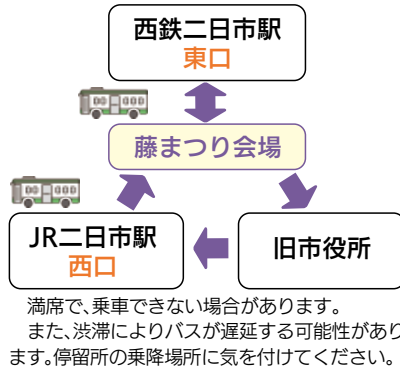 西鉄二日市駅
東口
藤まつり会場
JR二日市駅
西口
旧市役所
満席で、乗車できない場合があります。
また、渋滞によりバスが遅延する可能性があり
ます。停留所の乗降場所に気を付けてください。